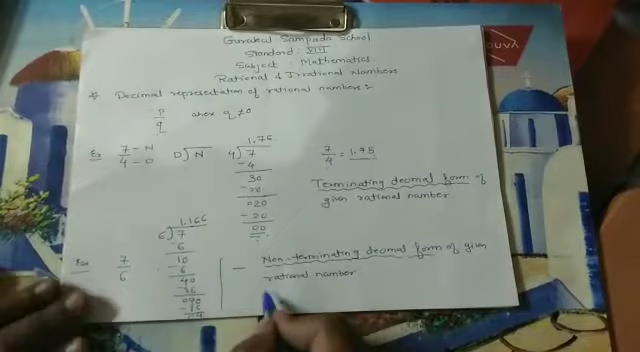 Gurukul Sampada School
Standard : VIII
Subject : Mathematics
Rational & Irrational Numbers
* Decimal representation of rational numbers :-
p/q where q ≠ 0
Ex 7 - N
4 - D
D)N
1.75
4)7
-4
30
-28
020
-20
00
7/4 = 1.75
Terminating decimal form of
given rational number.
Ex 7/6
1.166
6)7
6
10
6
40
36
- Non-terminating decimal form of given
rational number